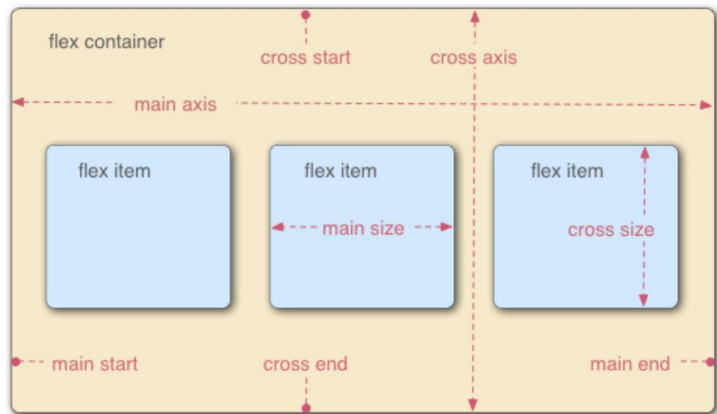 flex container
cross start
cross axis
main axis
flex item
flex item
flex item
main size
cross size
main start
cross end
main end